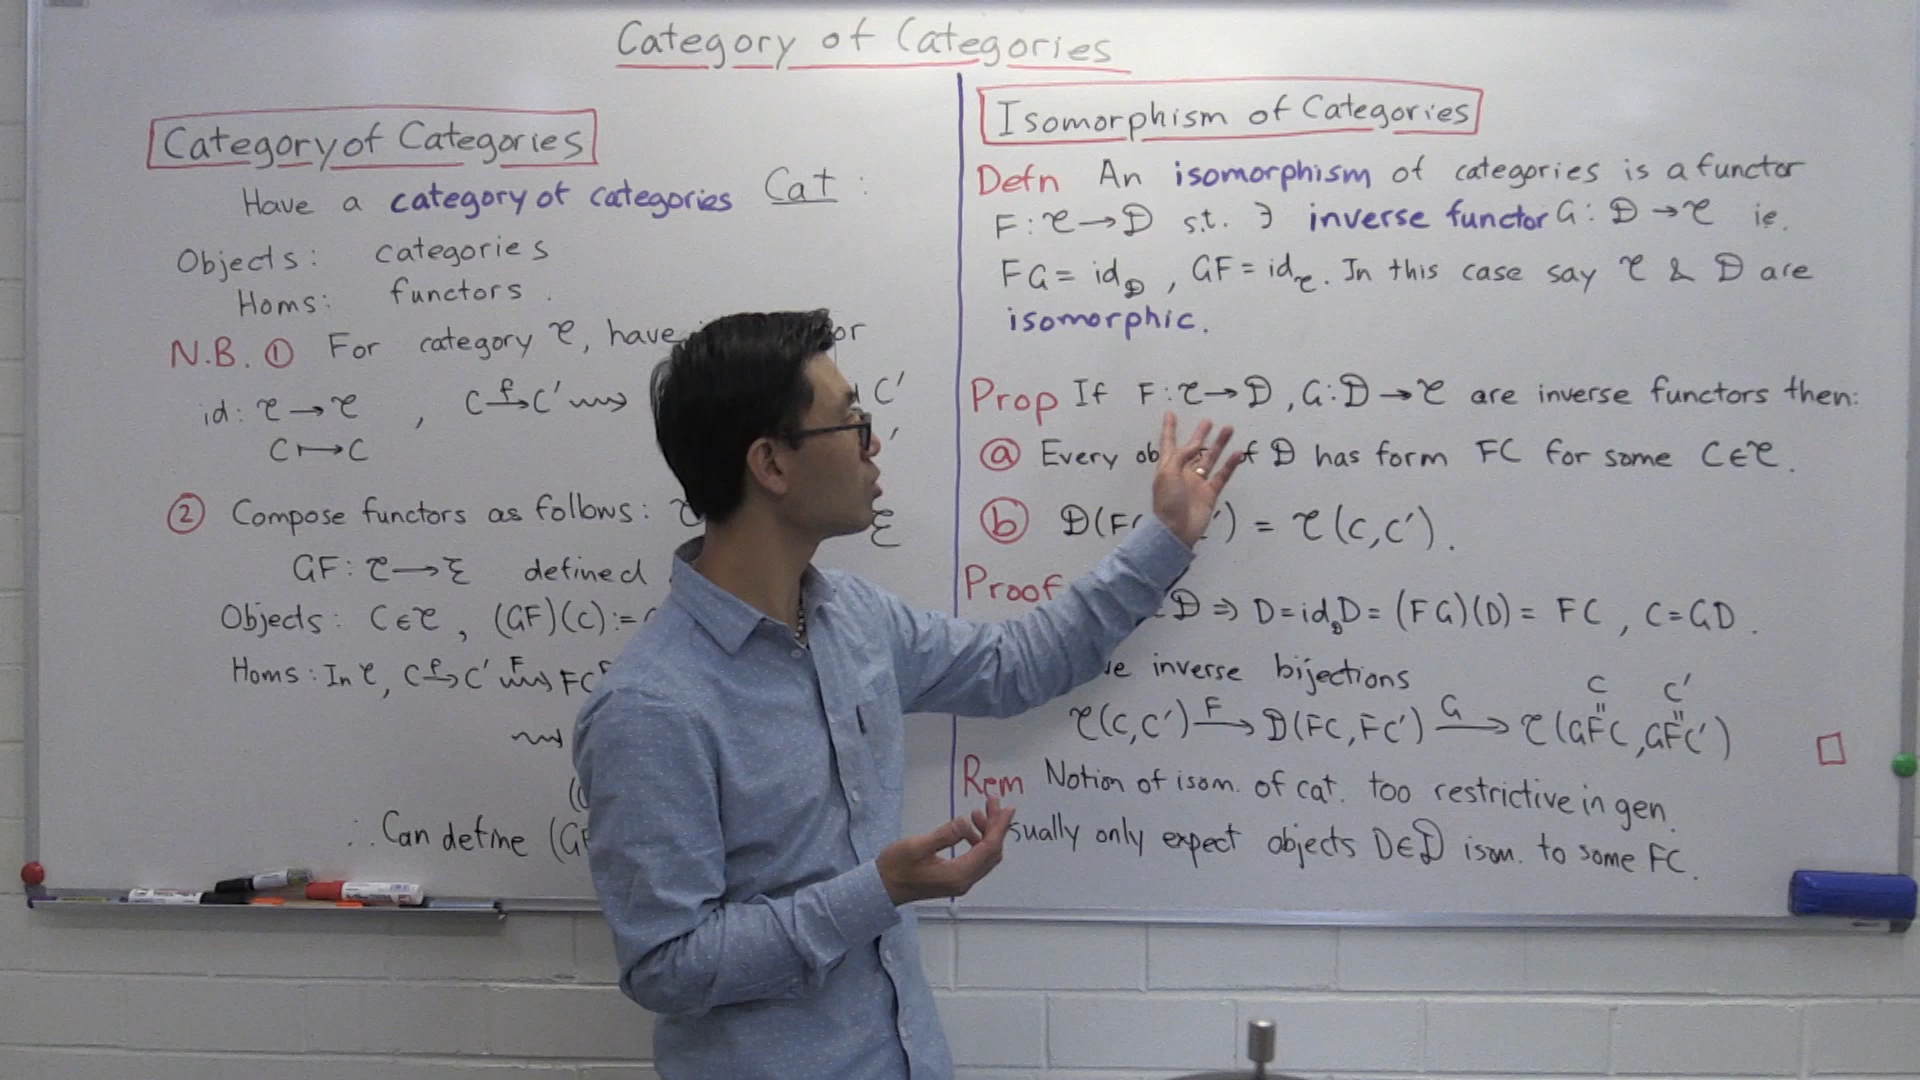 Category of Categories
Category of Categories
Have a category of categories Cat :
Objects: categories
Homs: functors.
N.B. ① For category 𝒞, have
id: 𝒞 → 𝒞 , C →f C' ⇝ C'
C ↦ C
② Compose functors as follows:
GF: 𝒞 → ℰ defined
Objects: C ∈ 𝒞, (GF)(C) :=
Homs: In 𝒞, C →f C' ⇝F FC
⇝
∴ Can define (GF
Isomorphism of Categories
Defn An isomorphism of categories is a functor
F: 𝒞 → 𝒟 s.t. ∃ inverse functor G: 𝒟 → 𝒞 ie.
FG = id_𝒟, GF = id_𝒞. In this case say 𝒞 & 𝒟 are
isomorphic.
Prop If F: 𝒞 → 𝒟, G: 𝒟 → 𝒞 are inverse functors then:
ⓐ Every of 𝒟 has form FC for some C ∈ 𝒞.
ⓑ 𝒟(FC ') = 𝒞(C, C').
Proof
𝒟 ⇒ D = id_𝒟 D = (FG)(D) = FC, C = GD.
inverse bijections
C C'
𝒞(C, C') →F 𝒟(FC, FC') →G 𝒞(GFC, GFC') □
Rem Notion of isom. of cat. too restrictive in gen.
only expect objects D ∈ 𝒟 isom. to some FC.